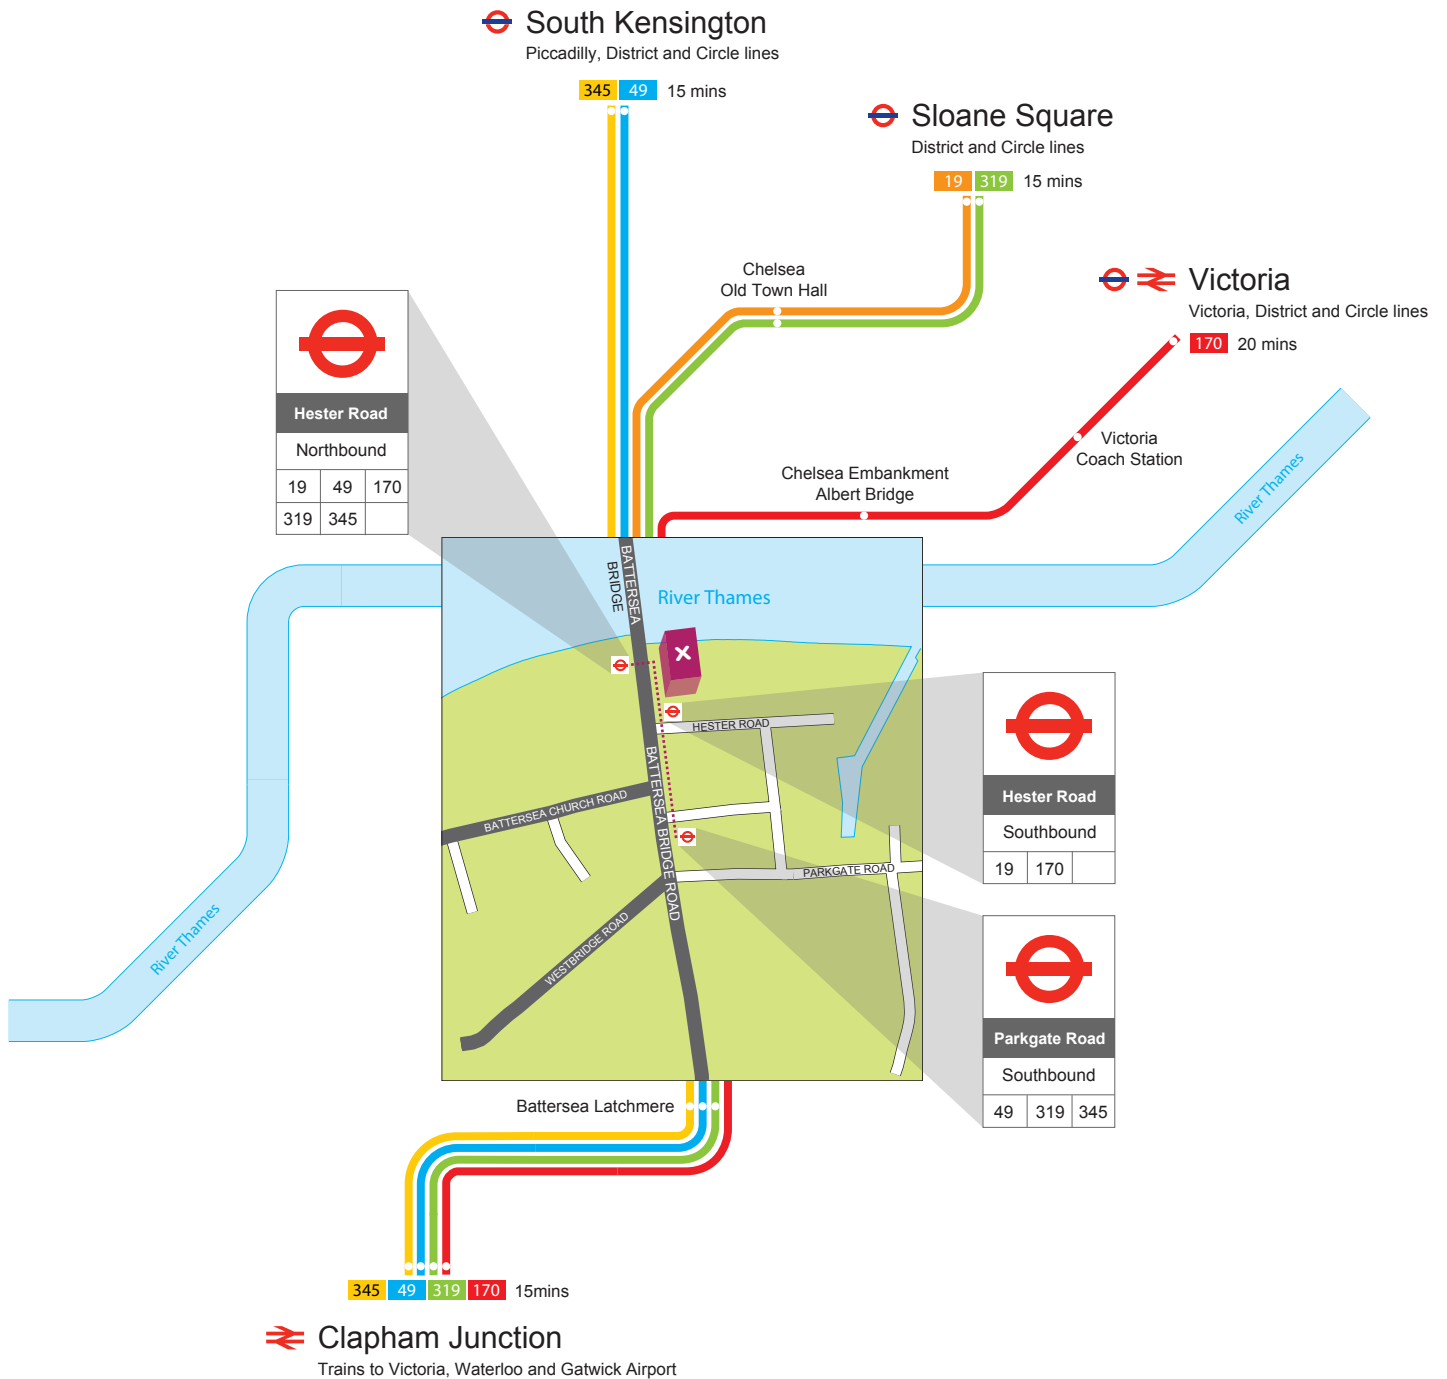 South Kensington
Piccadilly, District and Circle lines
345 49 15 mins
Sloane Square
District and Circle lines
19 319 15 mins
Chelsea
Old Town Hall
Victoria
Victoria, District and Circle lines
170 20 mins
Victoria
Coach Station
Chelsea Embankment
Albert Bridge
River Thames
Hester Road
Northbound
19 49 170
319 345
BATTERSEA
BRIDGE
River Thames
HESTER ROAD
BATTERSEA BRIDGE ROAD
BATTERSEA CHURCH ROAD
PARKGATE ROAD
WESTBRIDGE ROAD
River Thames
Hester Road
Southbound
19 170
Parkgate Road
Southbound
49 319 345
Battersea Latchmere
345 49 319 170 15mins
Clapham Junction
Trains to Victoria, Waterloo and Gatwick Airport